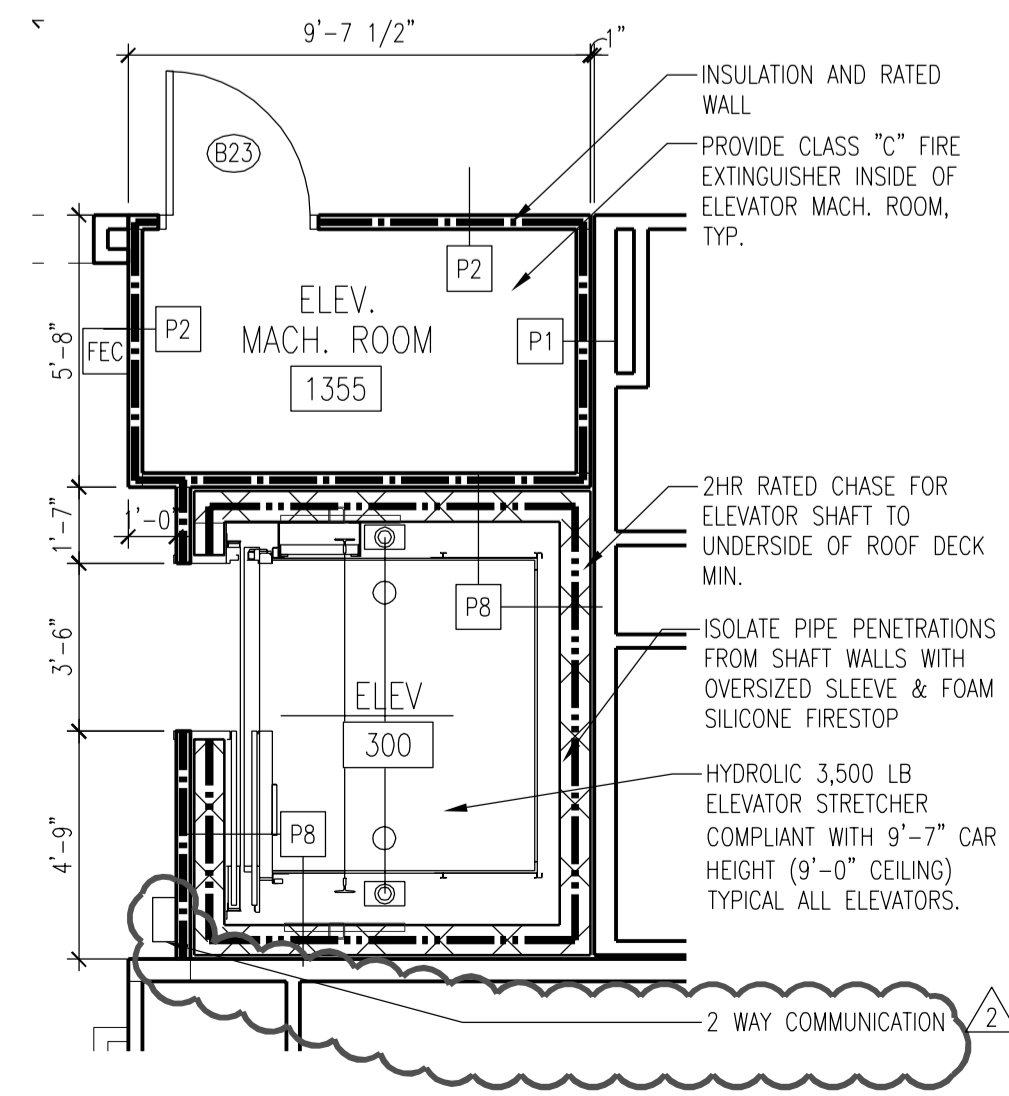 9'-7 1/2"
1"
INSULATION AND RATED
WALL
PROVIDE CLASS "C" FIRE
EXTINGUISHER INSIDE OF
ELEVATOR MACH. ROOM,
TYP.
B23
P2
ELEV.
MACH. ROOM
1355
P2
P1
FEC
5'-8"
1'-7"
1'-0"
2HR RATED CHASE FOR
ELEVATOR SHAFT TO
UNDERSIDE OF ROOF DECK
MIN.
P8
3'-6"
ISOLATE PIPE PENETRATIONS
FROM SHAFT WALLS WITH
OVERSIZED SLEEVE & FOAM
SILICONE FIRESTOP
ELEV
300
HYDROLIC 3,500 LB
ELEVATOR STRETCHER
COMPLIANT WITH 9'-7" CAR
HEIGHT (9'-0" CEILING)
TYPICAL ALL ELEVATORS.
P8
4'-9"
2 WAY COMMUNICATION
2